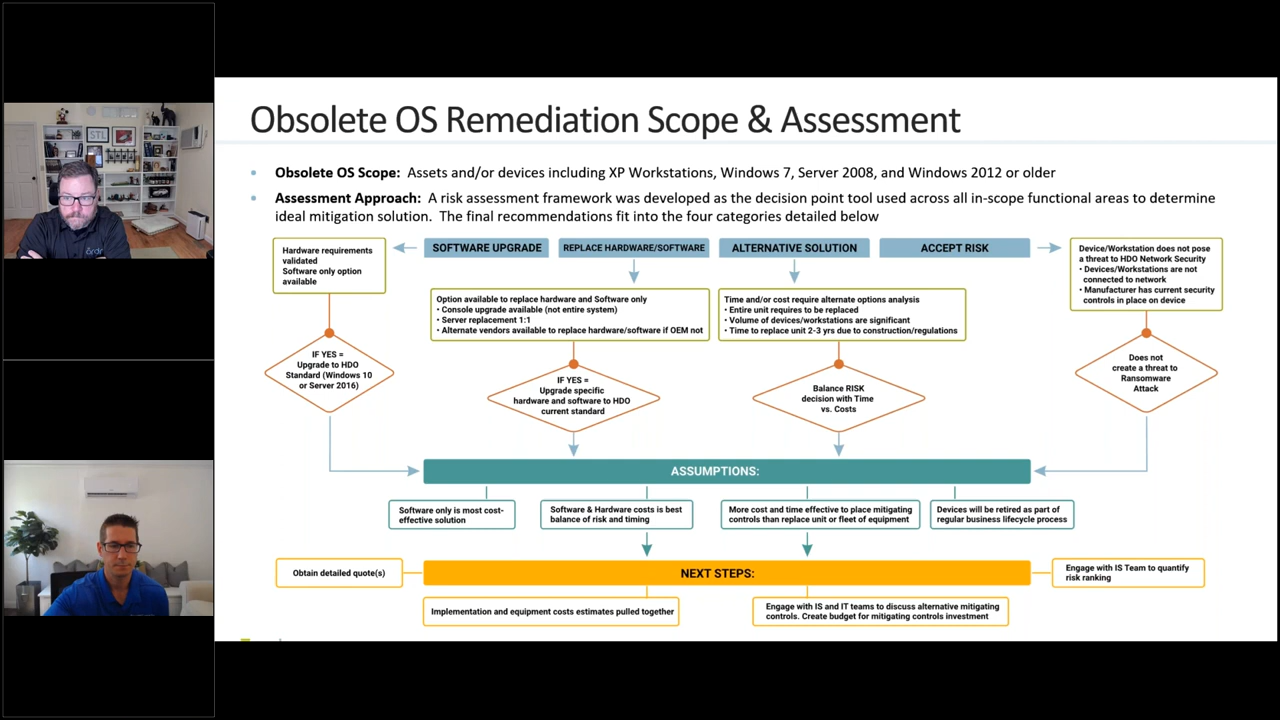 Obsolete OS Remediation Scope & Assessment
• Obsolete OS Scope: Assets and/or devices including XP Workstations, Windows 7, Server 2008, and Windows 2012 or older
• Assessment Approach: A risk assessment framework was developed as the decision point tool used across all in-scope functional areas to determine
ideal mitigation solution. The final recommendations fit into the four categories detailed below
SOFTWARE UPGRADE
REPLACE HARDWARE/SOFTWARE
ALTERNATIVE SOLUTION
ACCEPT RISK
Hardware requirements
validated
Software only option
available
Option available to replace hardware and Software only
• Console upgrade available (not entire system)
• Server replacement 1:1
• Alternate vendors available to replace hardware/software if OEM not
Time and/or cost require alternate options analysis
• Entire unit requires to be replaced
• Volume of devices/workstations are significant
• Time to replace unit 2-3 yrs due to construction/regulations
Device/Workstation does not pose
a threat to HDO Network Security
• Devices/Workstations are not
connected to network
• Manufacturer has current security
controls in place on device
IF YES =
Upgrade to HDO
Standard (Windows 10
or Server 2016)
IF YES =
Upgrade specific
hardware and software to HDO
current standard
Balance RISK
decision with Time
vs. Costs
Does not
create a threat to
Ransomware
Attack
ASSUMPTIONS:
Software only is most cost-
effective solution
Software & Hardware costs is best
balance of risk and timing
More cost and time effective to place mitigating
controls than replace unit or fleet of equipment
Devices will be retired as part of
regular business lifecycle process
Obtain detailed quote(s)
NEXT STEPS:
Engage with IS Team to quantify
risk ranking
Implementation and equipment costs estimates pulled together
Engage with IS and IT teams to discuss alternative mitigating
controls. Create budget for mitigating controls investment
STL
ordr